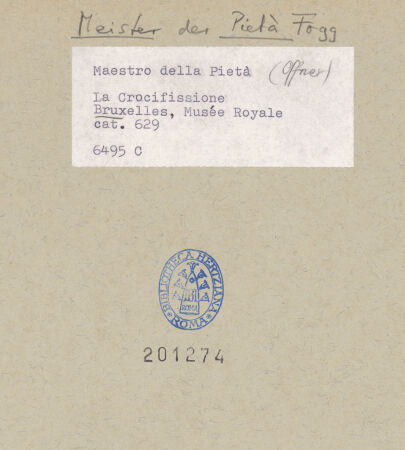 Meister der Pietà Fogg
Maestro della Pietà (Offner)
La Crocifissione
Bruxelles, Musée Royale
cat. 629
6495 C
BIBLIOTHECA HERTZIANA
ROMA
ROMA
201274